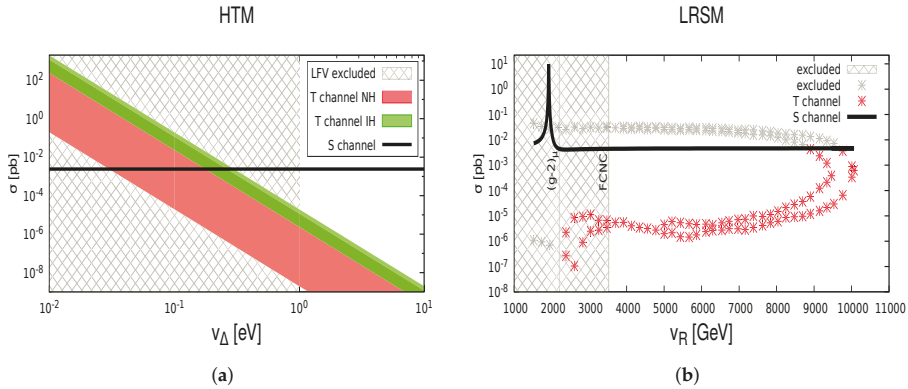 HTM
σ [pb]
10^2
10^0
10^-2
10^-4
10^-6
10^-8
LFV excluded
T channel NH
T channel IH
S channel
10^-2
10^-1
10^0
10^1
v_Δ [eV]
(a)
LRSM
σ [pb]
10^1
10^0
10^-1
10^-2
10^-3
10^-4
10^-5
10^-6
10^-7
10^-8
(g-2)_μ
FCNC
excluded
excluded
T channel
S channel
1000 2000 3000 4000 5000 6000 7000 8000 9000 10000 11000
v_R [GeV]
(b)